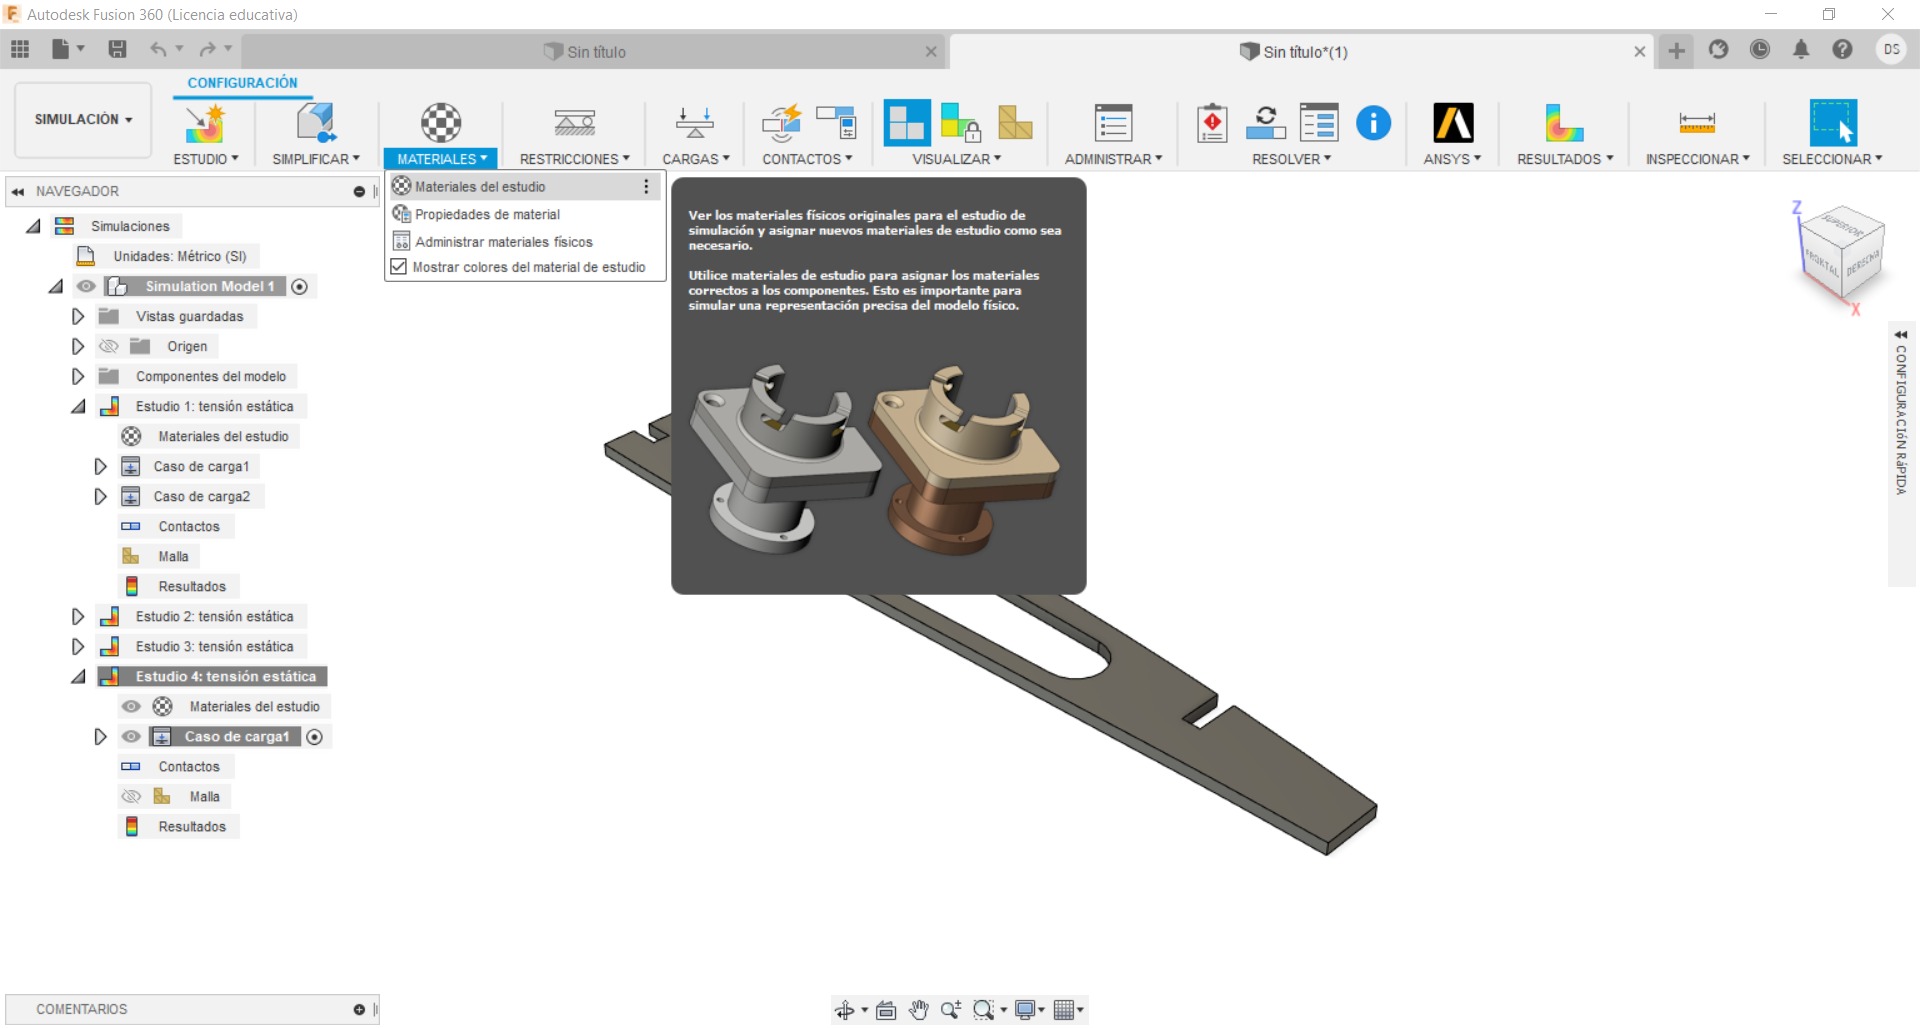 Autodesk Fusion 360 (Licencia educativa)
Sin título
Sin título*(1)
DS
CONFIGURACIÓN
SIMULACIÓN
ESTUDIO
SIMPLIFICAR
MATERIALES
RESTRICCIONES
CARGAS
CONTACTOS
VISUALIZAR
ADMINISTRAR
RESOLVER
ANSYS
RESULTADOS
INSPECCIONAR
SELECCIONAR
NAVEGADOR
Simulaciones
Unidades: Métrico (SI)
Simulation Model 1
Vistas guardadas
Origen
Componentes del modelo
Estudio 1: tensión estática
Materiales del estudio
Caso de carga1
Caso de carga2
Contactos
Malla
Resultados
Estudio 2: tensión estática
Estudio 3: tensión estática
Estudio 4: tensión estática
Materiales del estudio
Caso de carga1
Contactos
Malla
Resultados
Materiales del estudio
Propiedades de material
Administrar materiales físicos
Mostrar colores del material de estudio
Ver los materiales físicos originales para el estudio de
simulación y asignar nuevos materiales de estudio como sea
necesario.
Utilice materiales de estudio para asignar los materiales
correctos a los componentes. Esto es importante para
simular una representación precisa del modelo físico.
Z
SUPERIOR
FRONTAL
DERECHA
X
CONFIGURACIóN RáPIDA
COMENTARIOS